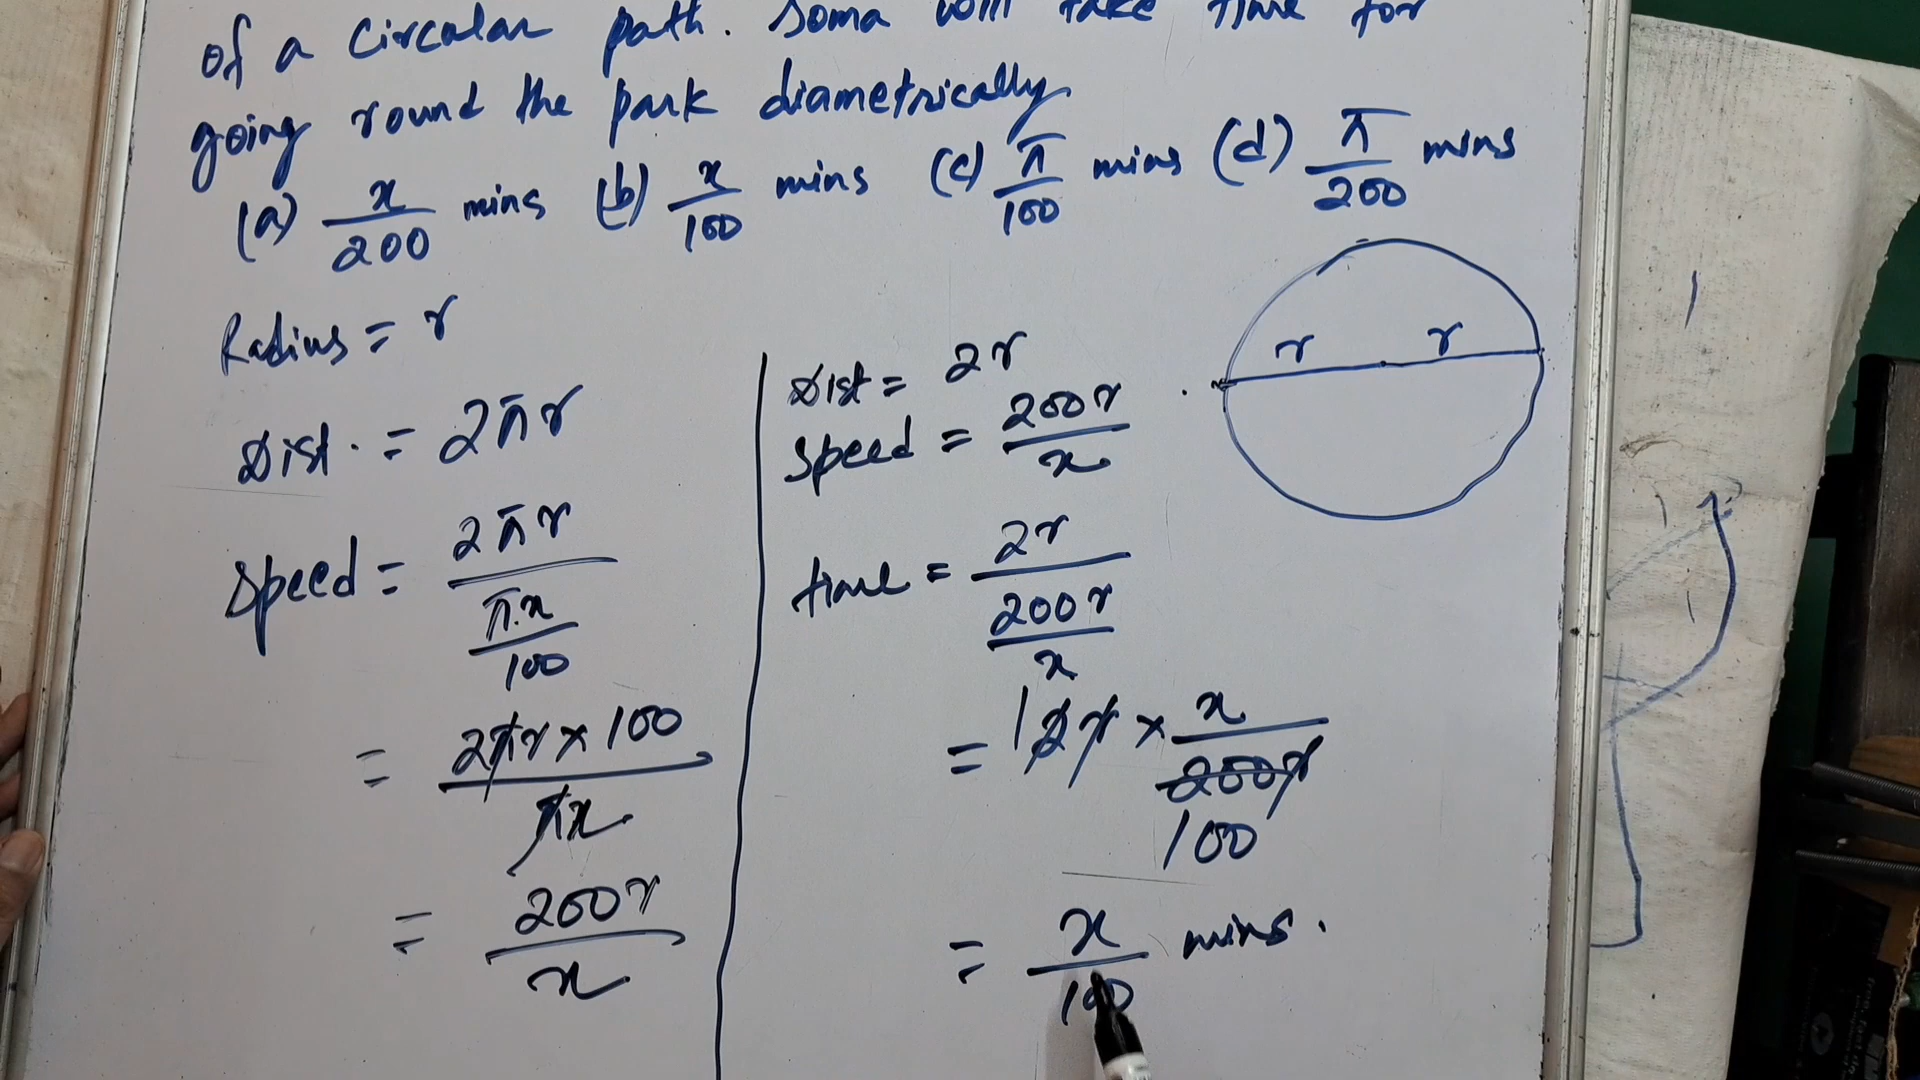 of a circular path. Soma will take time for
going round the park diametrically
(a) x/200 mins (b) x/100 mins (c) π/100 mins (d) π/200 mins
Radius = r
Dist. = 2πr
Speed = 2πr / (π.x/100)
= 2πr × 100 / πx
= 200r / x
Dist = 2r
Speed = 200r / x
time = 2r / (200r/x)
= 1 2r × x / 200r
100
= x/100 mins.
r r